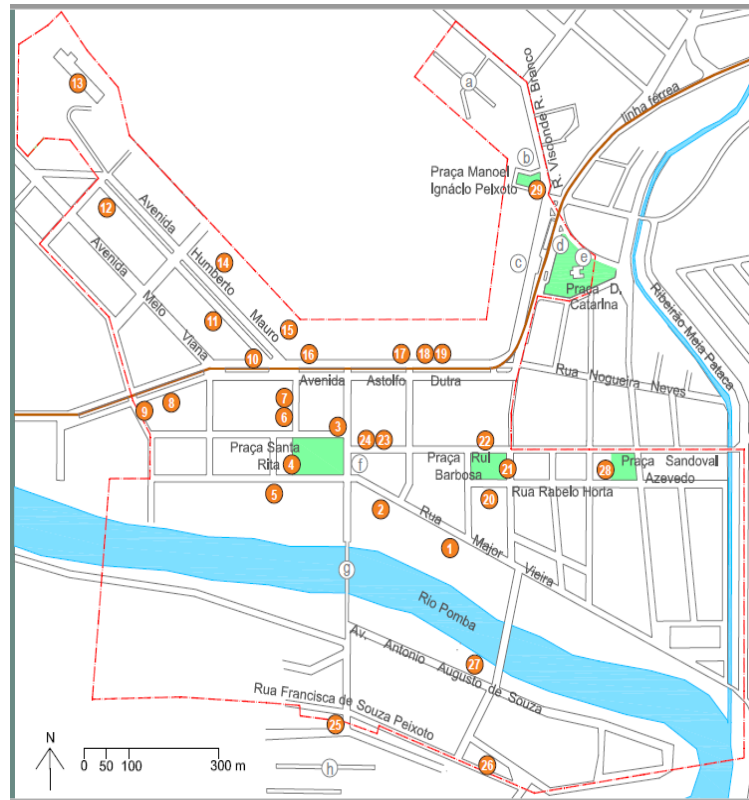 linha férrea
R. Visconde R. Branco
a
13
b
Praça Manoel
Ignácio Peixoto
29
12
Avenida
Humberto
Mauro
d
e
c
14
Praça D.
Catarina
Ribeirão Meia Pataca
Avenida
Melo
Viana
11
15
10
16
17
18
19
Avenida Astolfo Dutra
Rua Nogueira Neves
9
8
7
6
3
24
23
22
Praça Santa
Rita
4
f
Praça Rui
Barbosa
21
28
Praça Sandoval
Azevedo
5
20
Rua Rabelo Horta
2
Rua Major Vieira
1
g
Rio Pomba
27
Av. Antonio Augusto de Souza
Rua Francisca de Souza Peixoto
25
26
h
N
0 50 100 300 m